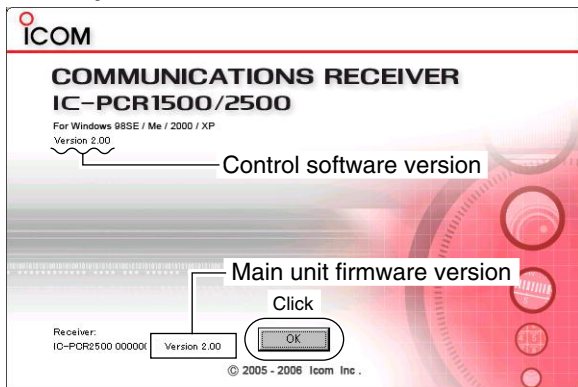 ICOM
COMMUNICATIONS RECEIVER
IC-PCR1500/2500
For Windows 98SE / Me / 2000 / XP
Version 2.00
Control software version
Main unit firmware version
Click
Receiver:
IC-PCR2500 00000
Version 2.00
OK
© 2005 - 2006 Icom Inc.